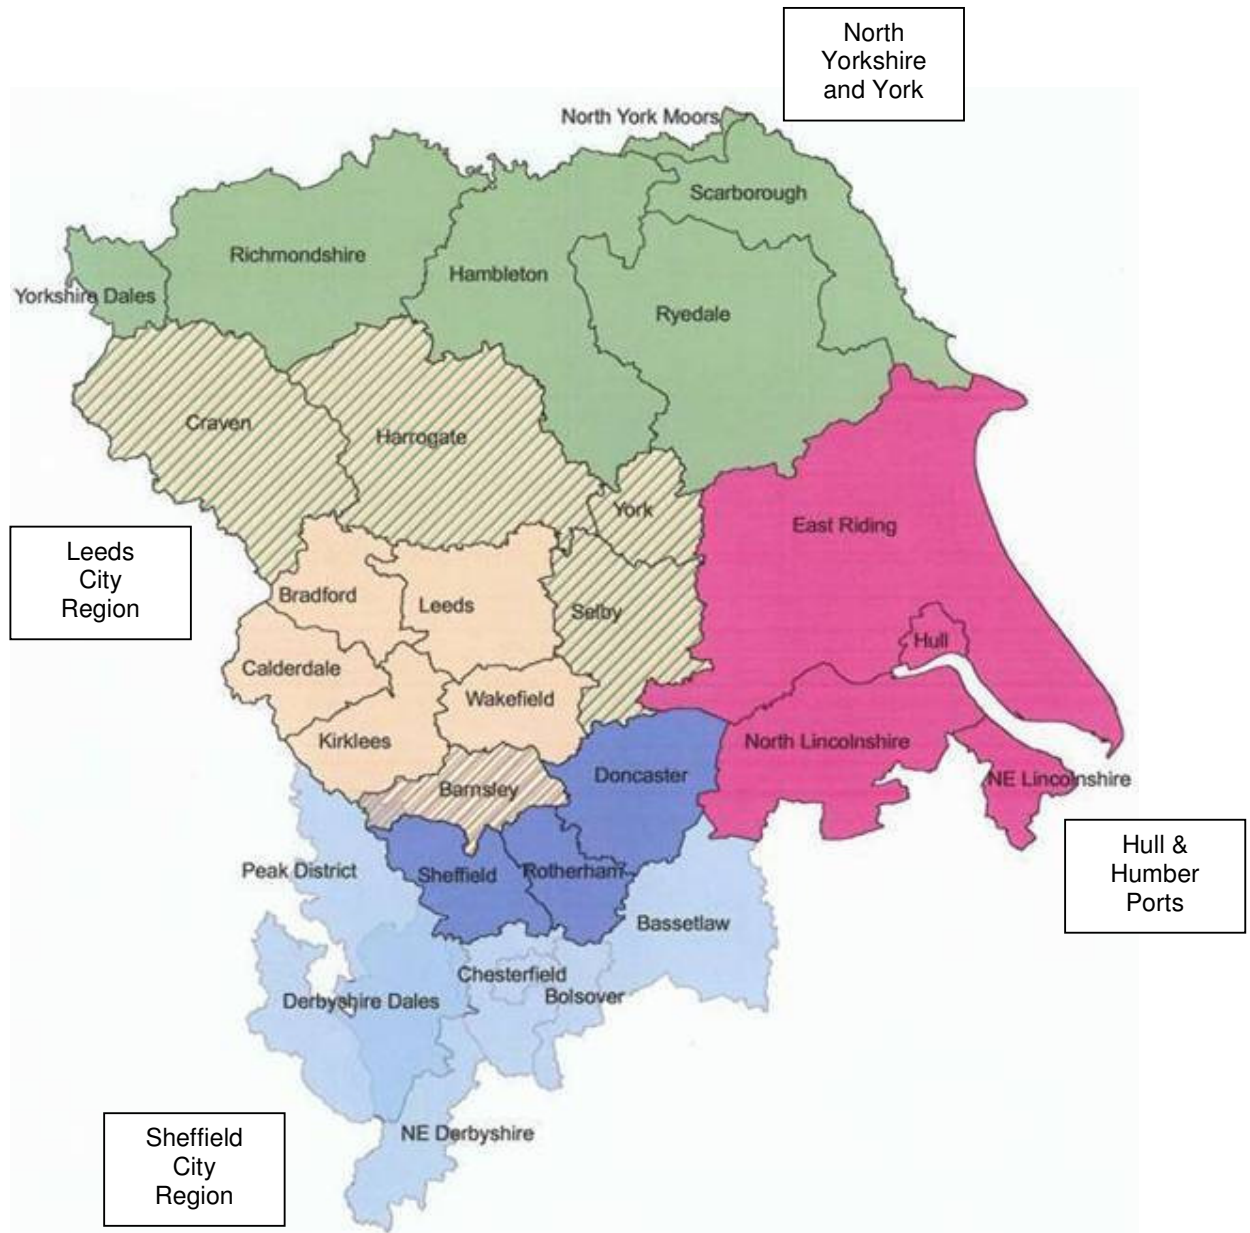 North
Yorkshire
and York
North York Moors
Scarborough
Richmondshire
Hambleton
Yorkshire Dales
Ryedale
Craven
Harrogate
York
East Riding
Leeds
City
Region
Bradford
Leeds
Selby
Hull
Calderdale
Wakefield
Kirklees
North Lincolnshire
Doncaster
NE Lincolnshire
Barnsley
Hull &
Humber
Ports
Peak District
Sheffield
Rotherham
Bassetlaw
Chesterfield
Bolsover
Derbyshire Dales
Sheffield
City
Region
NE Derbyshire